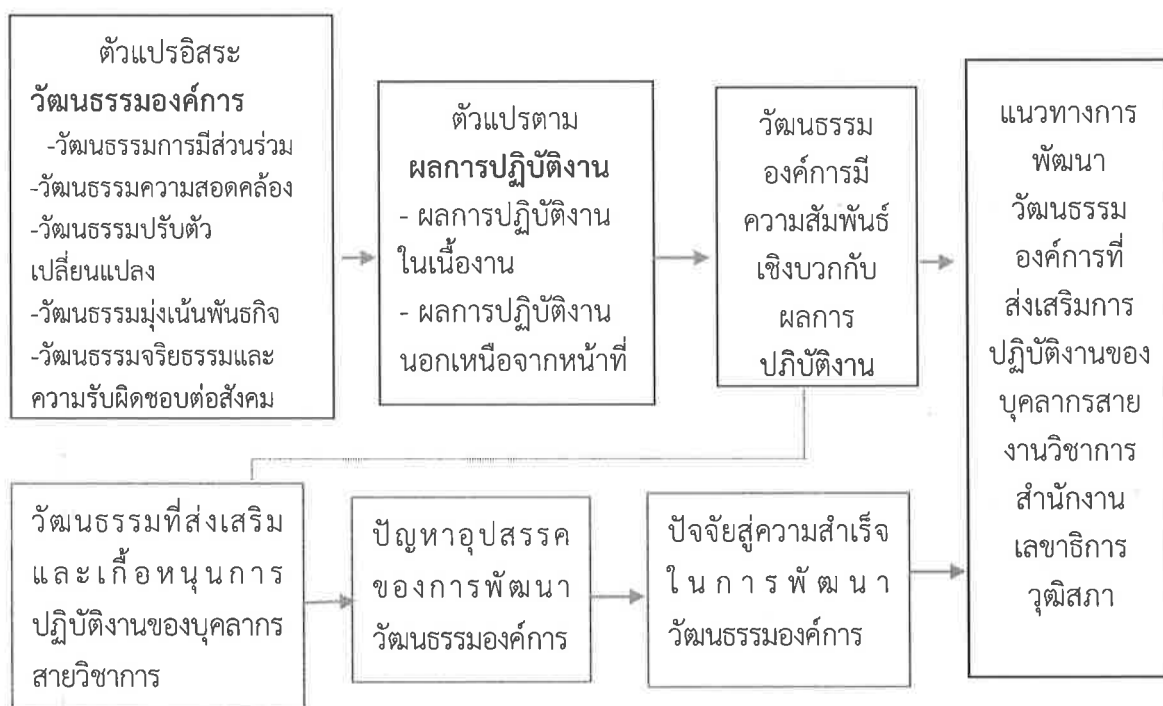 ตัวแปรอิสระ
วัฒนธรรมองค์การ
-วัฒนธรรมการมีส่วนร่วม
-วัฒนธรรมความสอดคล้อง
-วัฒนธรรมปรับตัว
เปลี่ยนแปลง
-วัฒนธรรมมุ่งเน้นพันธกิจ
-วัฒนธรรมจริยธรรมและ
ความรับผิดชอบต่อสังคม
ตัวแปรตาม
ผลการปฏิบัติงาน
- ผลการปฏิบัติงาน
ในเนื้องาน
- ผลการปฏิบัติงาน
นอกเหนือจากหน้าที่
วัฒนธรรม
องค์การมี
ความสัมพันธ์
เชิงบวกกับ
ผลการ
ปภิบัติงาน
แนวทางการ
พัฒนา
วัฒนธรรม
องค์การที่
ส่งเสริมการ
ปฏิบัติงานของ
บุคลากรสาย
งานวิชาการ
สำนักงาน
เลขาธิการ
วุฒิสภา
วัฒนธรรมที่ส่งเสริม
และเกื้อหนุนการ
ปฏิบัติงานของบุคลากร
สายวิชาการ
ปัญหาอุปสรรค
ของการพัฒนา
วัฒนธรรมองค์การ
ปัจจัยสู่ความสำเร็จ
ในการพัฒนา
วัฒนธรรมองค์การ